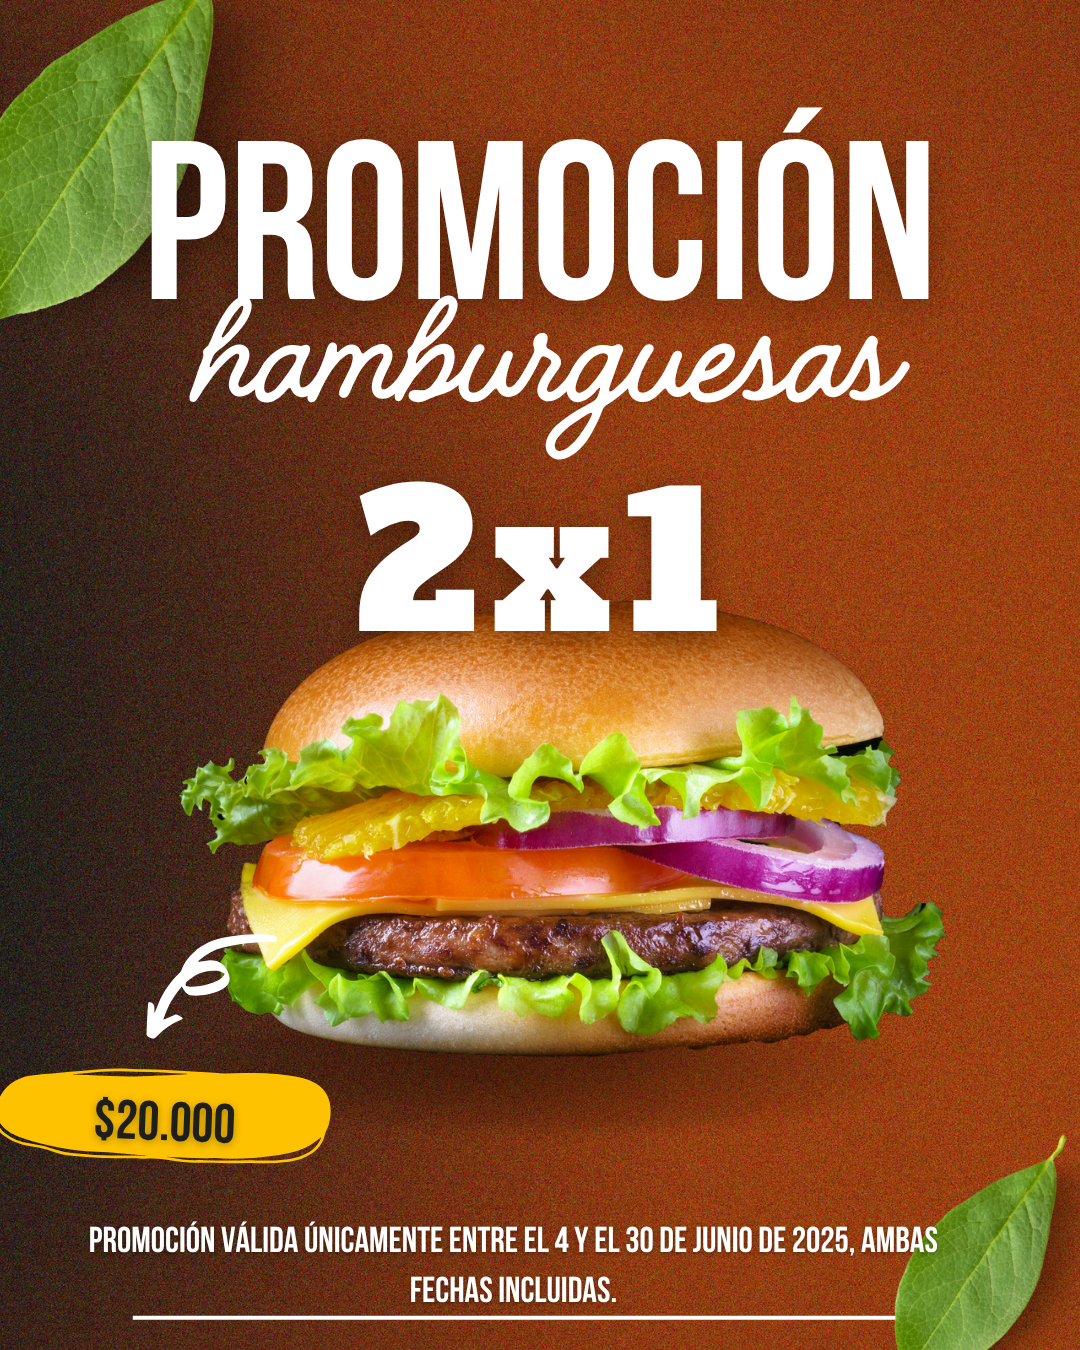 PROMOCIÓN
hamburguesas
2x1
$20.000
PROMOCIÓN VÁLIDA ÚNICAMENTE ENTRE EL 4 Y EL 30 DE JUNIO DE 2025, AMBAS
FECHAS INCLUIDAS.